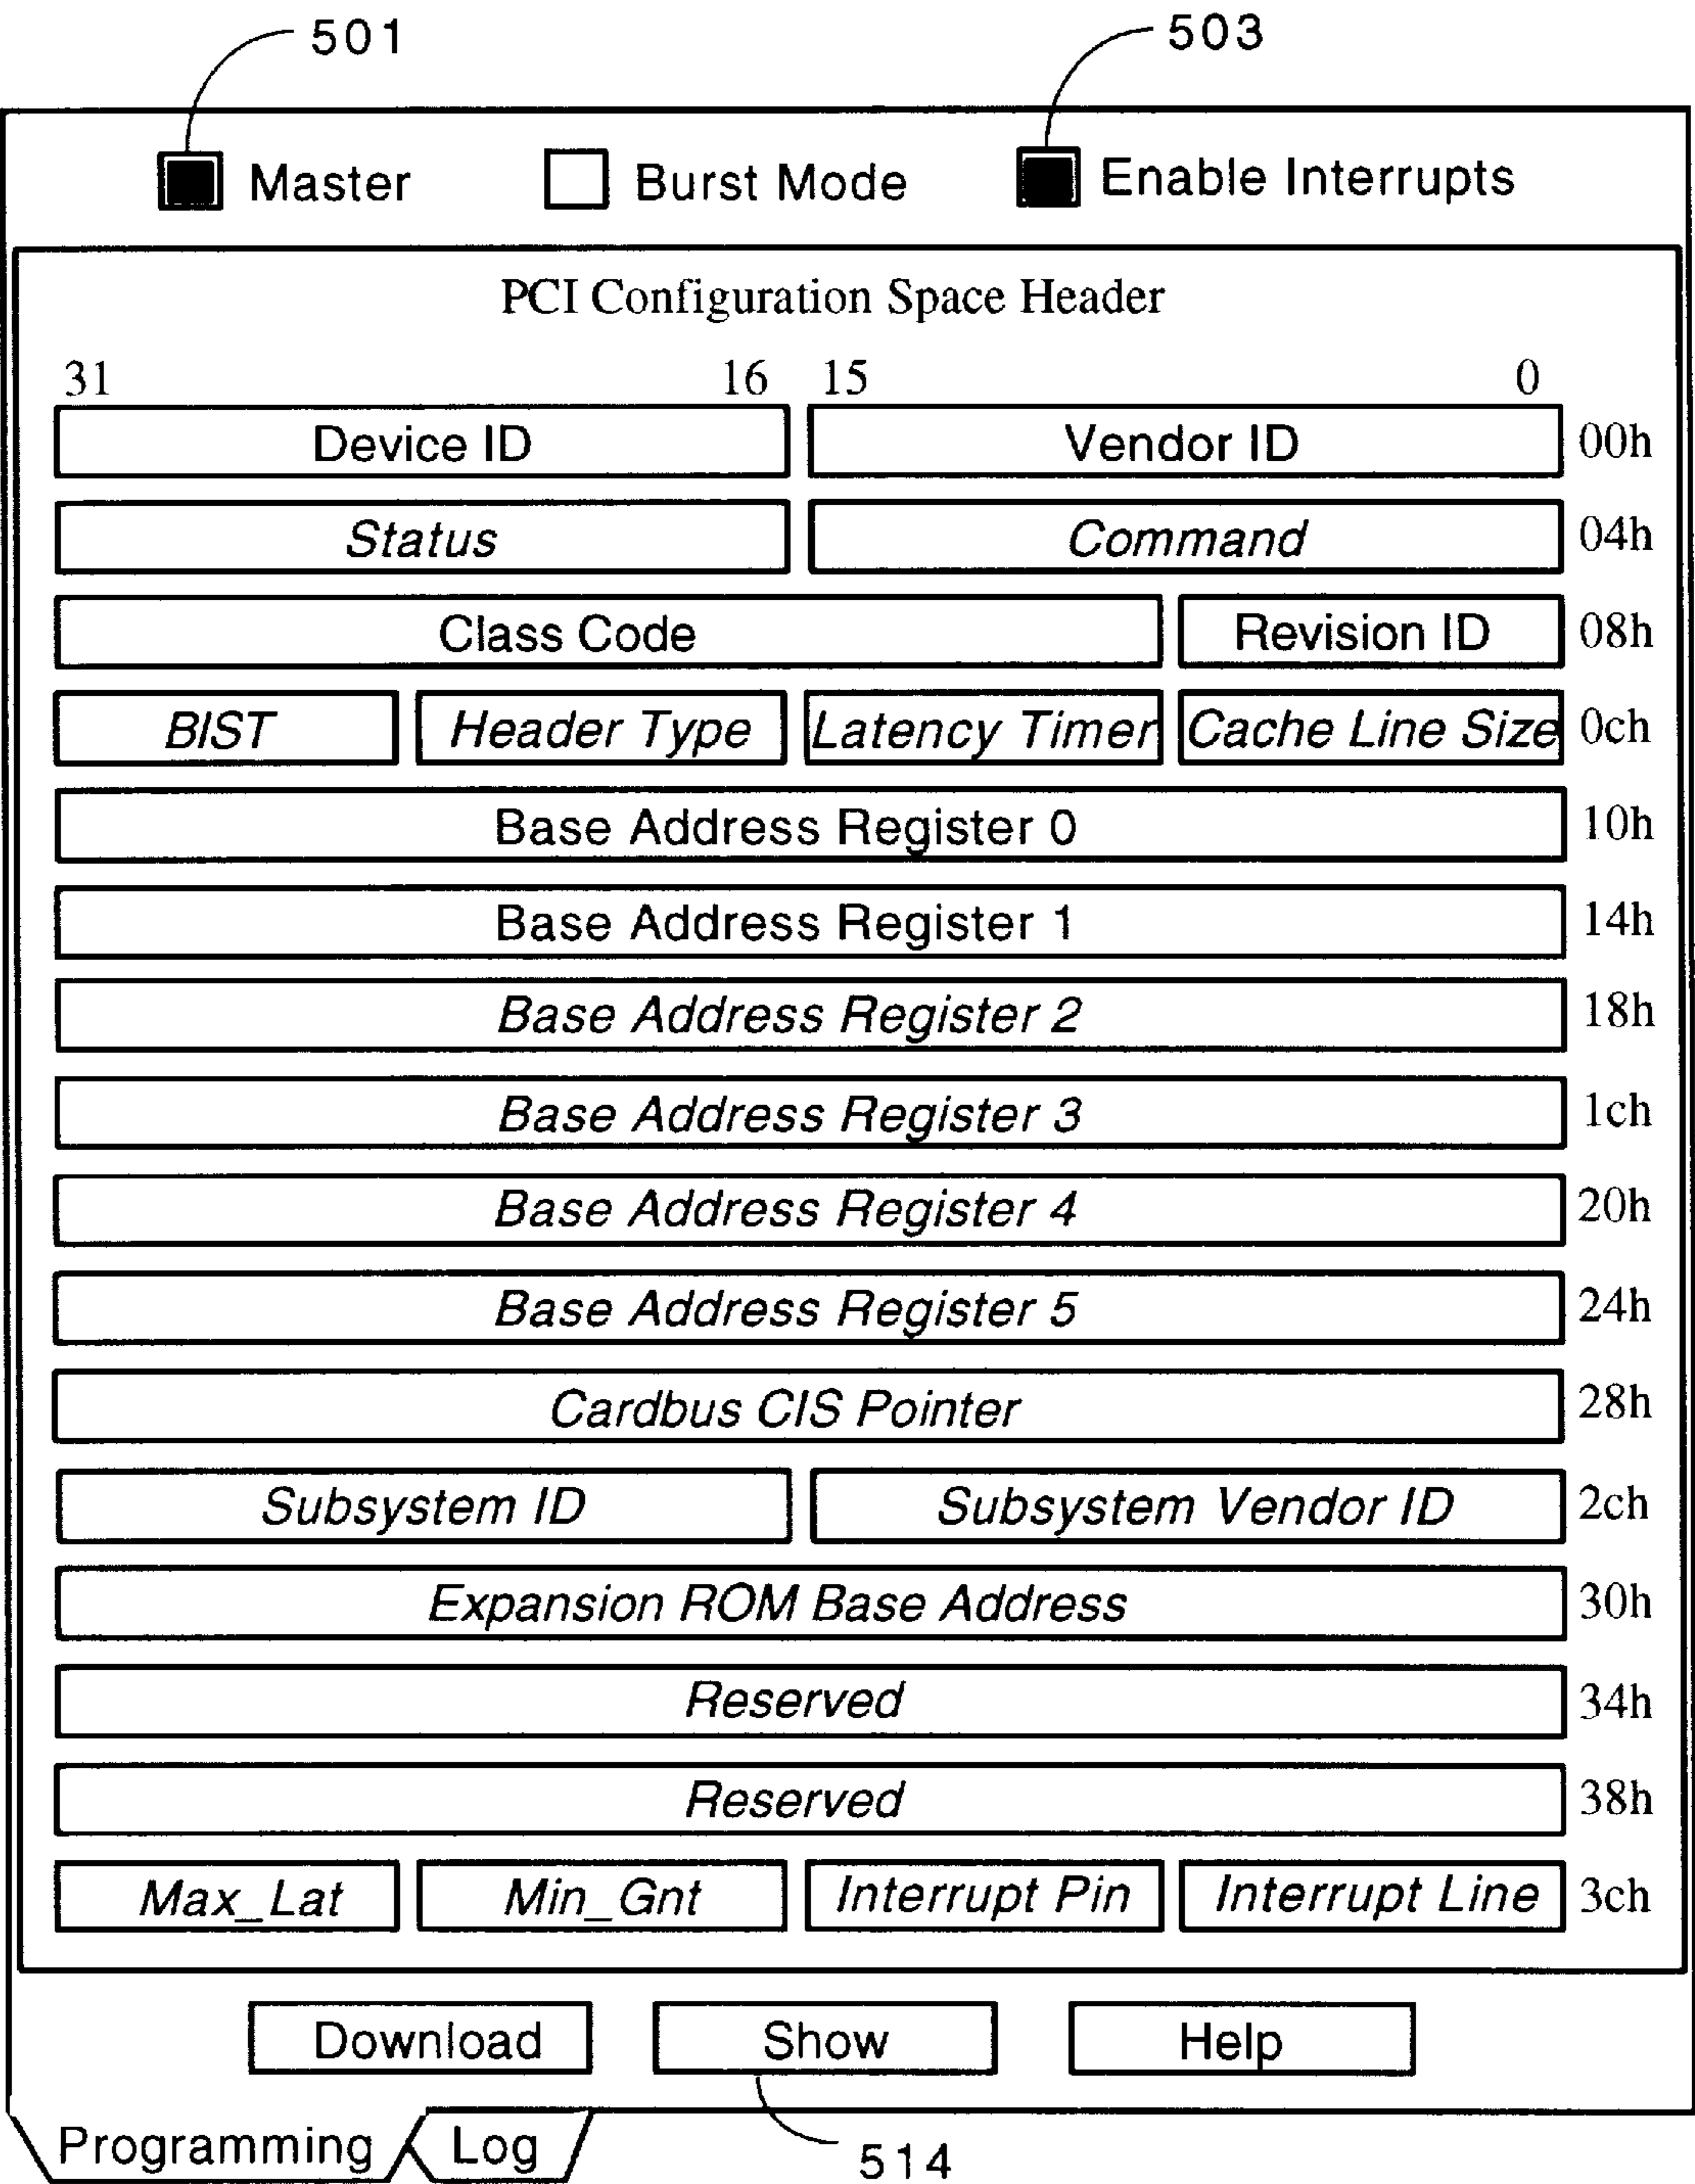 501 503
Master Burst Mode Enable Interrupts
PCI Configuration Space Header
31 16 15 0
Device ID Vendor ID 00h
Status Command 04h
Class Code Revision ID 08h
BIST Header Type Latency Timer Cache Line Size 0ch
Base Address Register 0 10h
Base Address Register 1 14h
Base Address Register 2 18h
Base Address Register 3 1ch
Base Address Register 4 20h
Base Address Register 5 24h
Cardbus CIS Pointer 28h
Subsystem ID Subsystem Vendor ID 2ch
Expansion ROM Base Address 30h
Reserved 34h
Reserved 38h
Max_Lat Min_Gnt Interrupt Pin Interrupt Line 3ch
Download Show Help
Programming Log 514